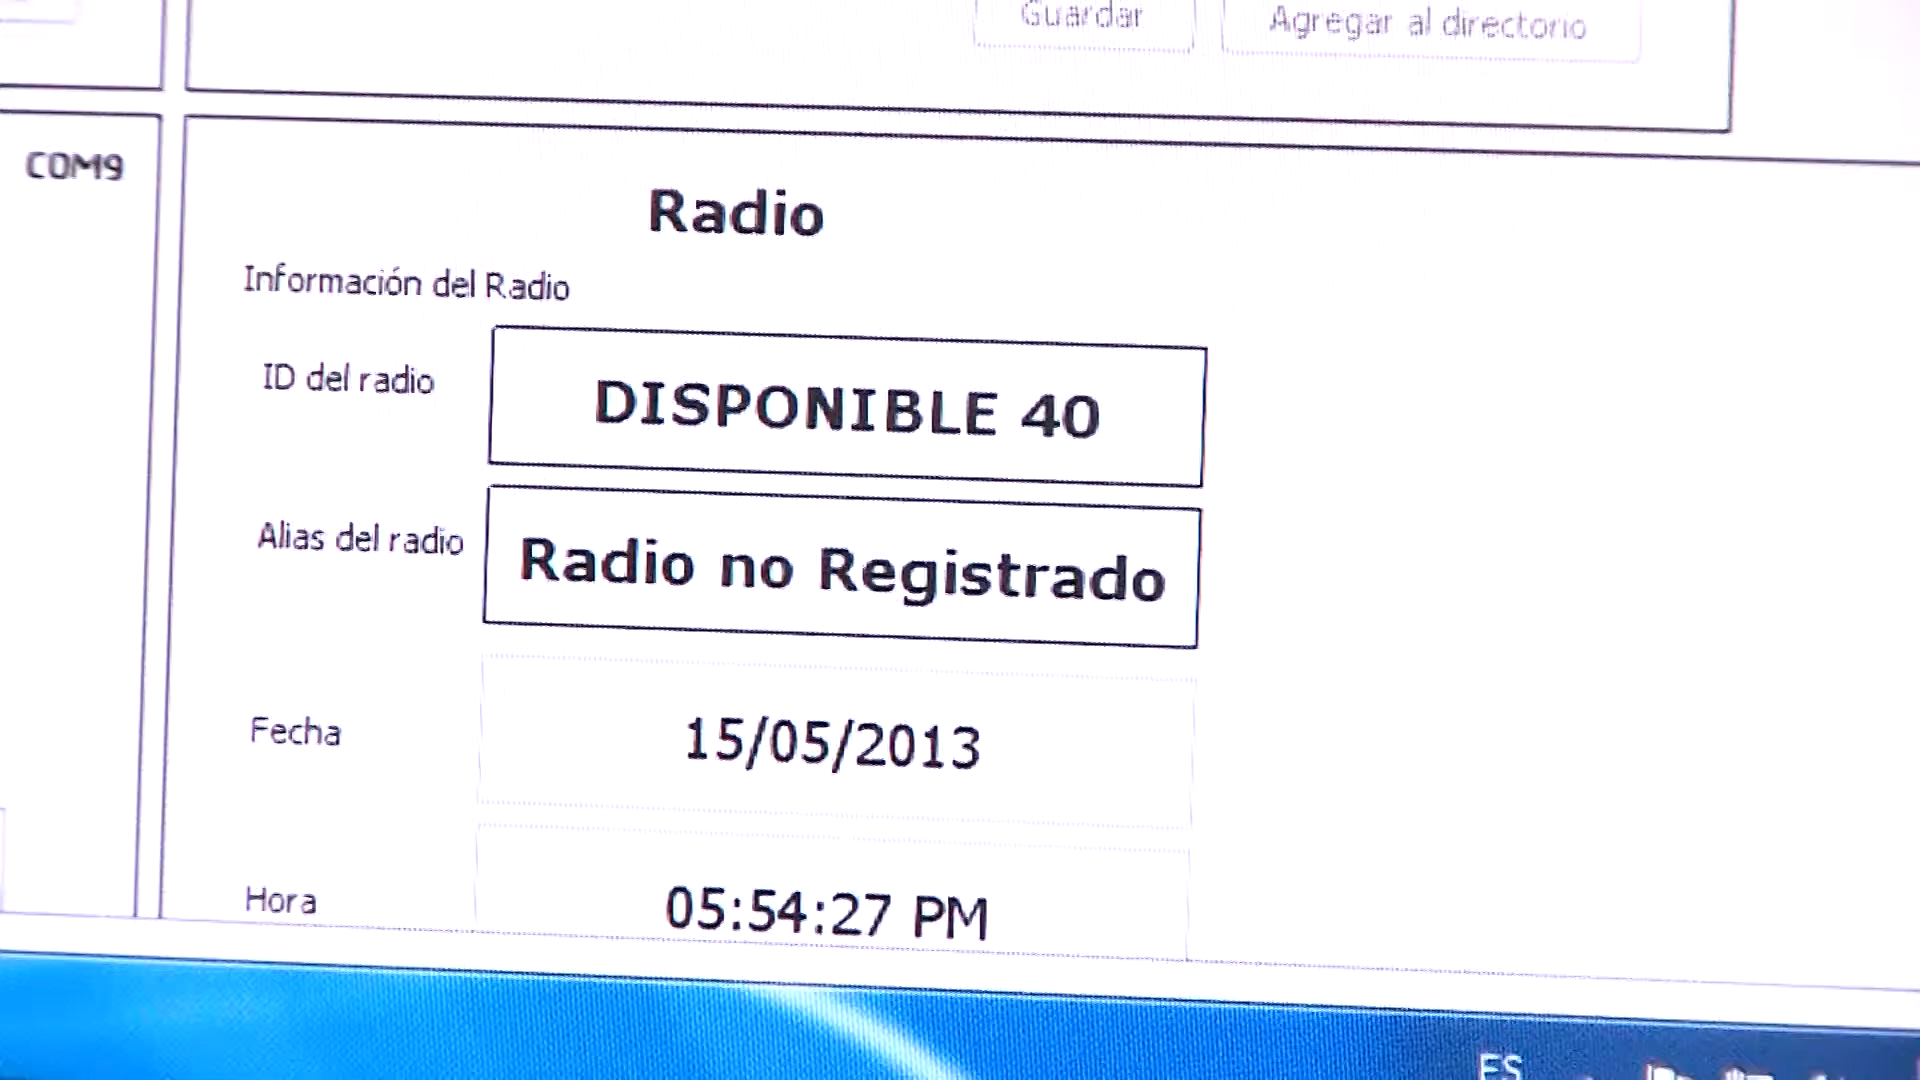 Guardar
Agregar al directorio
COM9
Radio
Información del Radio
ID del radio
DISPONIBLE 40
Alias del radio
Radio no Registrado
Fecha
15/05/2013
Hora
05:54:27 PM
ES